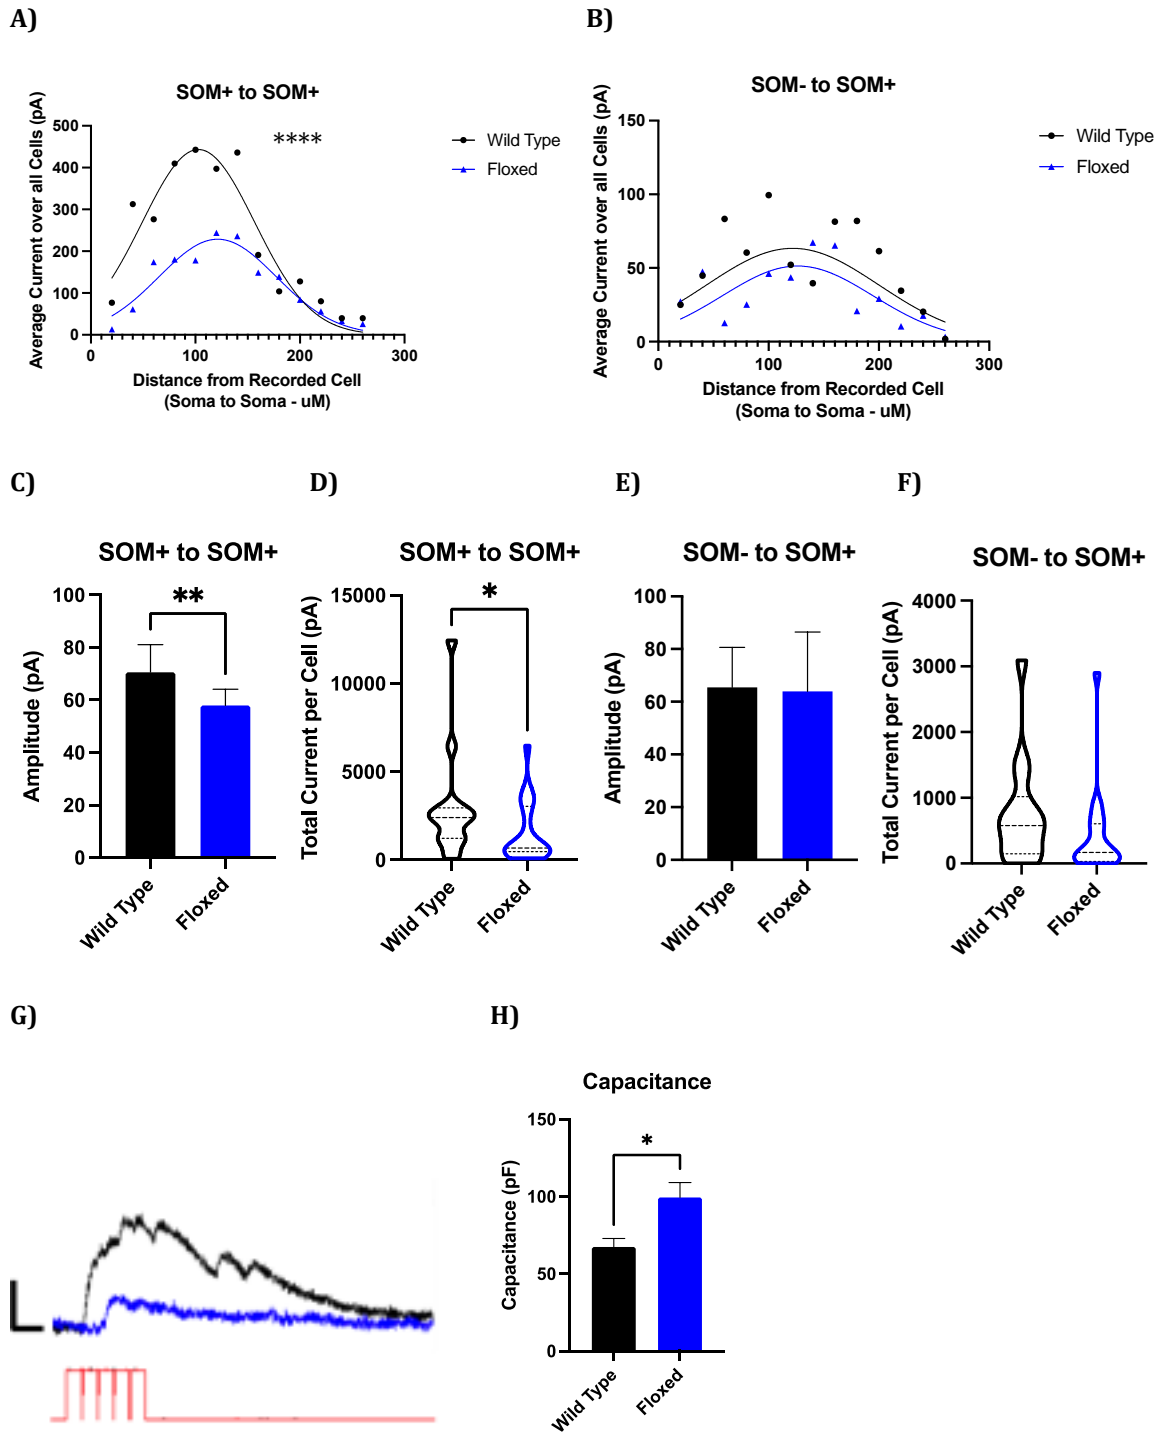 A)
B)
SOM+ to SOM+
Average Current over all Cells (pA)
500
400
300
200
100
0
0
100
200
300
Distance from Recorded Cell
(Soma to Soma - uM)
****
Wild Type
Floxed
SOM- to SOM+
Average Current over all Cells (pA)
150
100
50
0
0
100
200
300
Distance from Recorded Cell
(Soma to Soma - uM)
Wild Type
Floxed
C)
D)
E)
F)
SOM+ to SOM+
Amplitude (pA)
100
80
60
40
20
0
**
Wild Type
Floxed
SOM+ to SOM+
Total Current per Cell (pA)
15000
10000
5000
0
*
Wild Type
Floxed
SOM- to SOM+
Amplitude (pA)
100
80
60
40
20
0
Wild Type
Floxed
SOM- to SOM+
Total Current per Cell (pA)
4000
3000
2000
1000
0
Wild Type
Floxed
G)
H)
Capacitance
Capacitance (pF)
150
100
50
0
*
Wild Type
Floxed